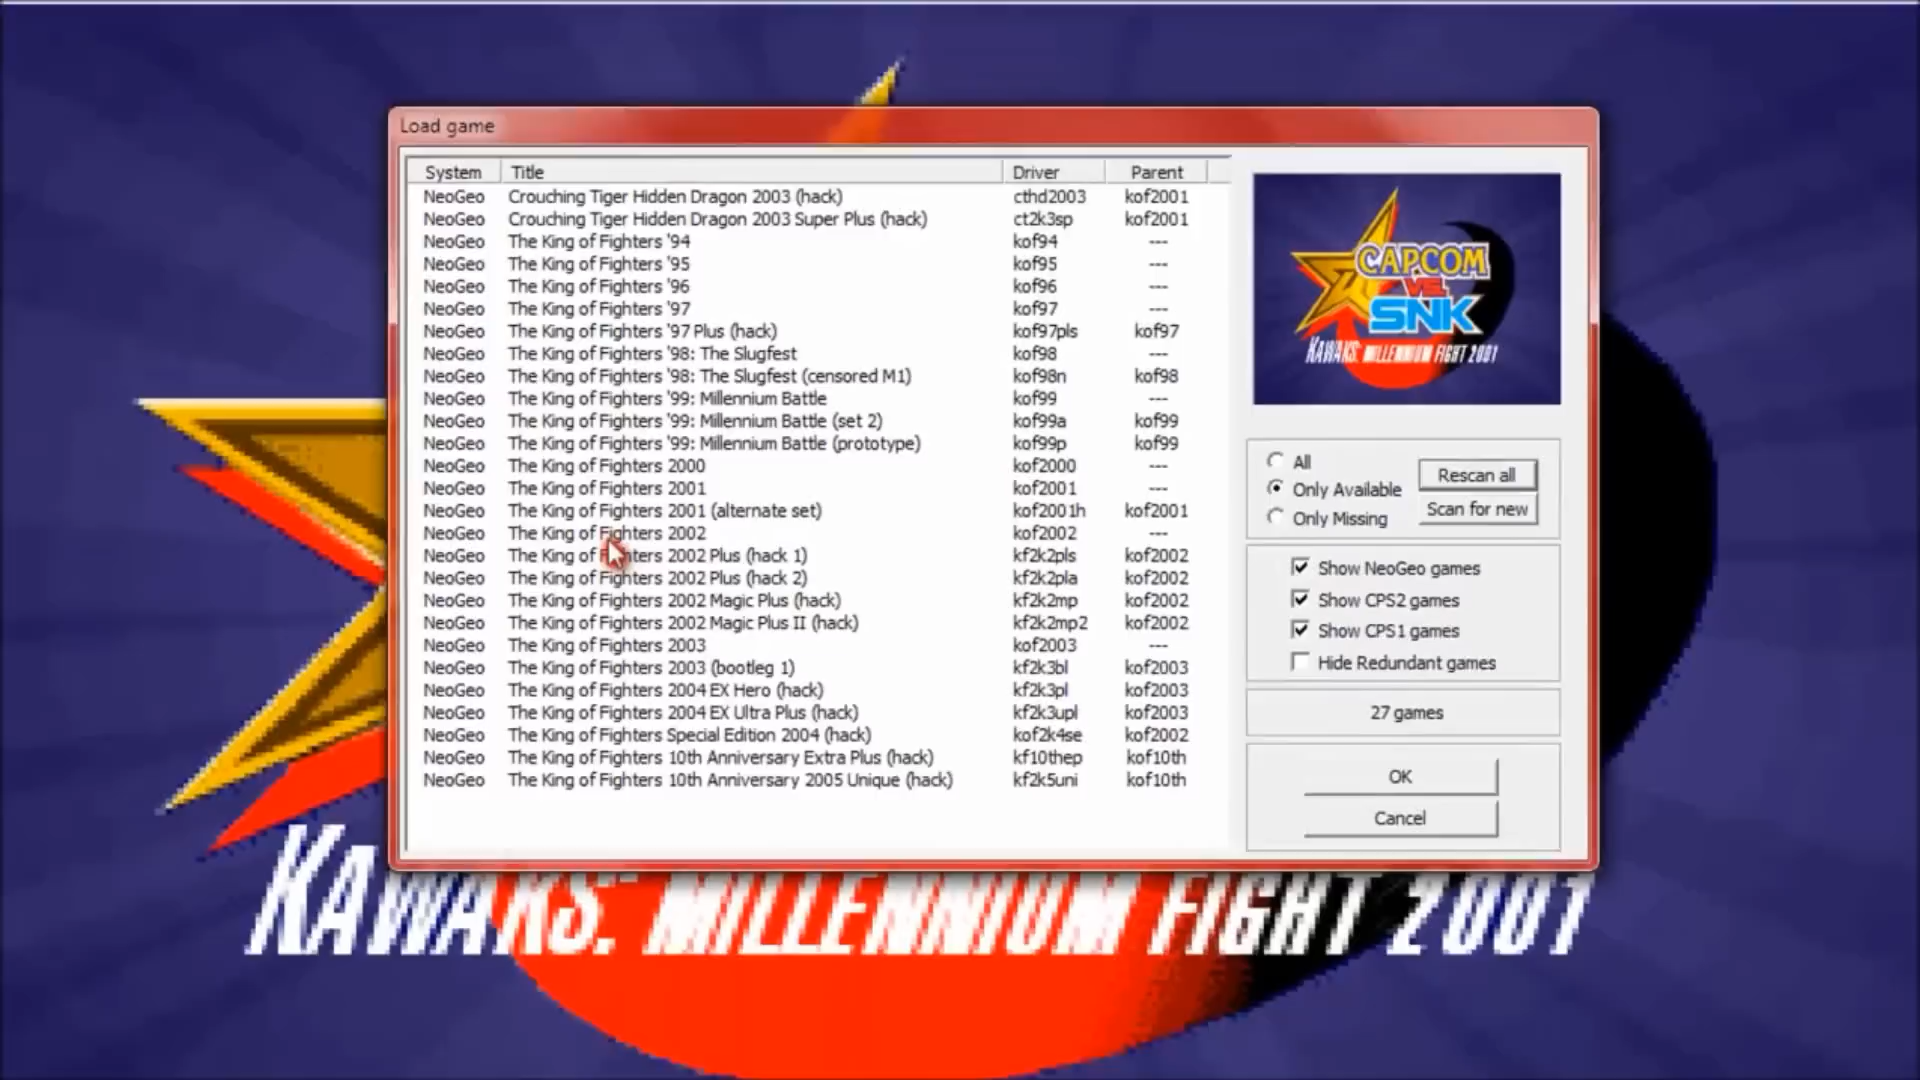 Load game
System Title Driver Parent
NeoGeo Crouching Tiger Hidden Dragon 2003 (hack) cthd2003 kof2001
NeoGeo Crouching Tiger Hidden Dragon 2003 Super Plus (hack) ct2k3sp kof2001
NeoGeo The King of Fighters '94 kof94 ---
NeoGeo The King of Fighters '95 kof95 ---
NeoGeo The King of Fighters '96 kof96 ---
NeoGeo The King of Fighters '97 kof97 ---
NeoGeo The King of Fighters '97 Plus (hack) kof97pls kof97
NeoGeo The King of Fighters '98: The Slugfest kof98 ---
NeoGeo The King of Fighters '98: The Slugfest (censored M1) kof98n kof98
NeoGeo The King of Fighters '99: Millennium Battle kof99 ---
NeoGeo The King of Fighters '99: Millennium Battle (set 2) kof99a kof99
NeoGeo The King of Fighters '99: Millennium Battle (prototype) kof99p kof99
NeoGeo The King of Fighters 2000 kof2000 ---
NeoGeo The King of Fighters 2001 kof2001 ---
NeoGeo The King of Fighters 2001 (alternate set) kof2001h kof2001
NeoGeo The King of Fighters 2002 kof2002 ---
NeoGeo The King of Fighters 2002 Plus (hack 1) kf2k2pls kof2002
NeoGeo The King of Fighters 2002 Plus (hack 2) kf2k2pla kof2002
NeoGeo The King of Fighters 2002 Magic Plus (hack) kf2k2mp kof2002
NeoGeo The King of Fighters 2002 Magic Plus II (hack) kf2k2mp2 kof2002
NeoGeo The King of Fighters 2003 kof2003 ---
NeoGeo The King of Fighters 2003 (bootleg 1) kf2k3bl kof2003
NeoGeo The King of Fighters 2004 EX Hero (hack) kf2k3pl kof2003
NeoGeo The King of Fighters 2004 EX Ultra Plus (hack) kf2k3upl kof2003
NeoGeo The King of Fighters Special Edition 2004 (hack) kof2k4se kof2002
NeoGeo The King of Fighters 10th Anniversary Extra Plus (hack) kf10thep kof10th
NeoGeo The King of Fighters 10th Anniversary 2005 Unique (hack) kf2k5uni kof10th
CAPCOM
VS.
SNK
KAWAKS: MILLENNIUM FIGHT 2001
All
Only Available
Only Missing
Rescan all
Scan for new
Show NeoGeo games
Show CPS2 games
Show CPS1 games
Hide Redundant games
27 games
OK
Cancel
KAWAKS: MILLENNIUM FIGHT 2001